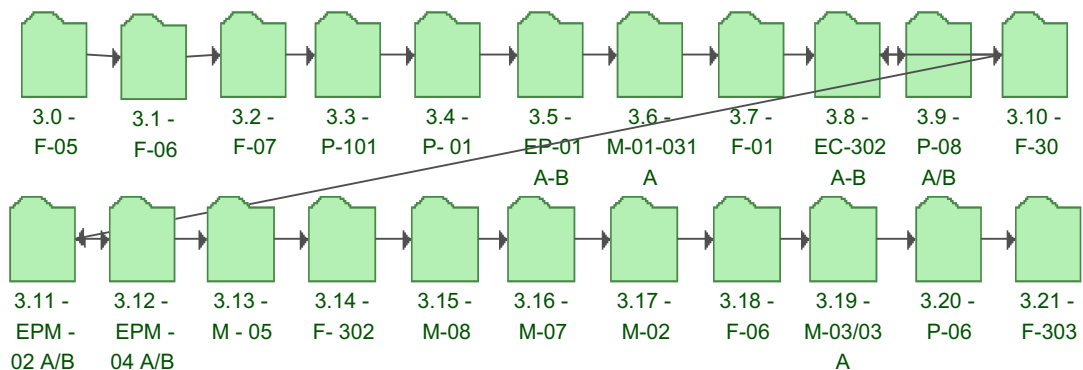 3.0 - F-05
3.1 - F-06
3.2 - F-07
3.3 - P-101
3.4 - P- 01
3.5 - EP-01 A-B
3.6 - M-01-031 A
3.7 - F-01
3.8 - EC-302 A-B
3.9 - P-08 A/B
3.10 - F-30
3.11 - EPM - 02 A/B
3.12 - EPM - 04 A/B
3.13 - M - 05
3.14 - F- 302
3.15 - M-08
3.16 - M-07
3.17 - M-02
3.18 - F-06
3.19 - M-03/03 A
3.20 - P-06
3.21 - F-303